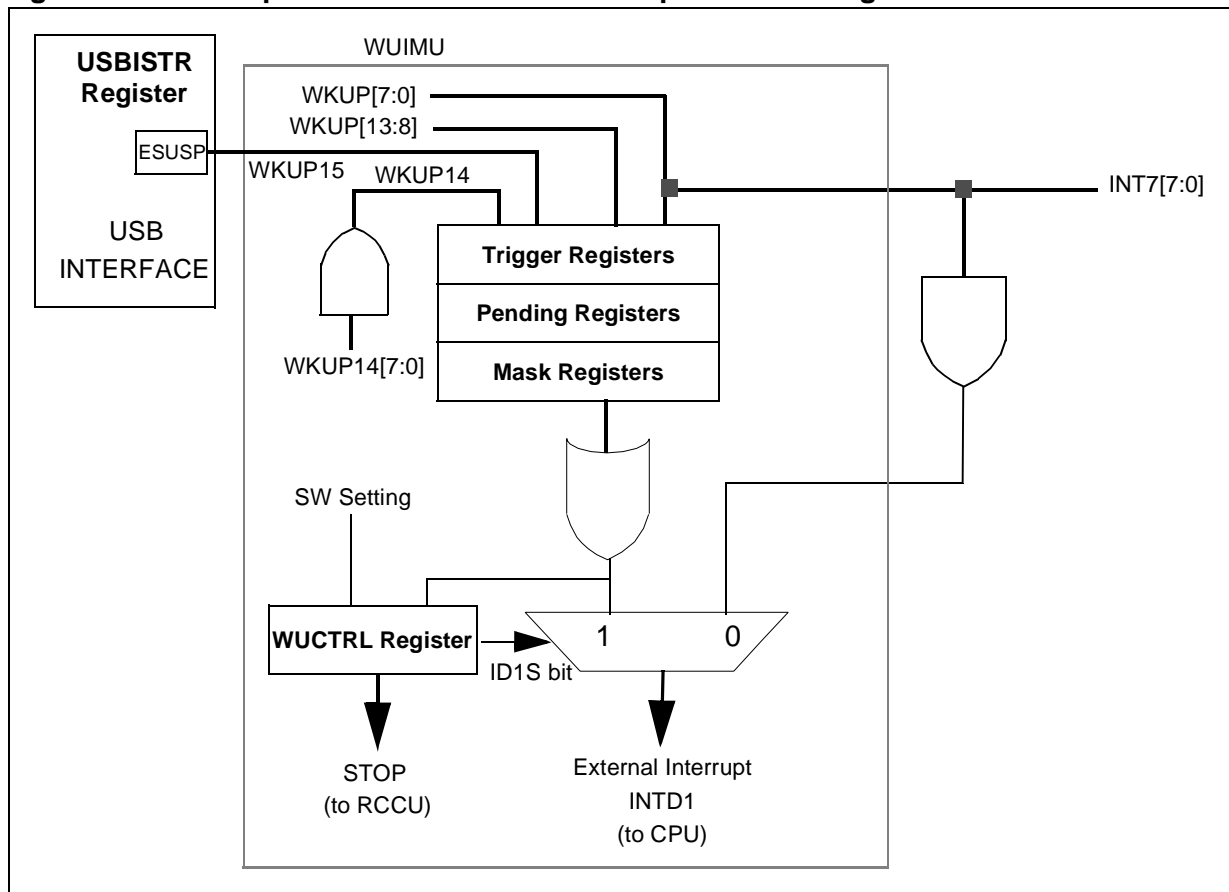 WUIMU
USBISTR
Register
ESUSP
USB
INTERFACE
WKUP[7:0]
WKUP[13:8]
WKUP15
WKUP14
INT7[7:0]
Trigger Registers
Pending Registers
Mask Registers
WKUP14[7:0]
SW Setting
WUCTRL Register
ID1S bit
1
0
STOP
(to RCCU)
External Interrupt
INTD1
(to CPU)